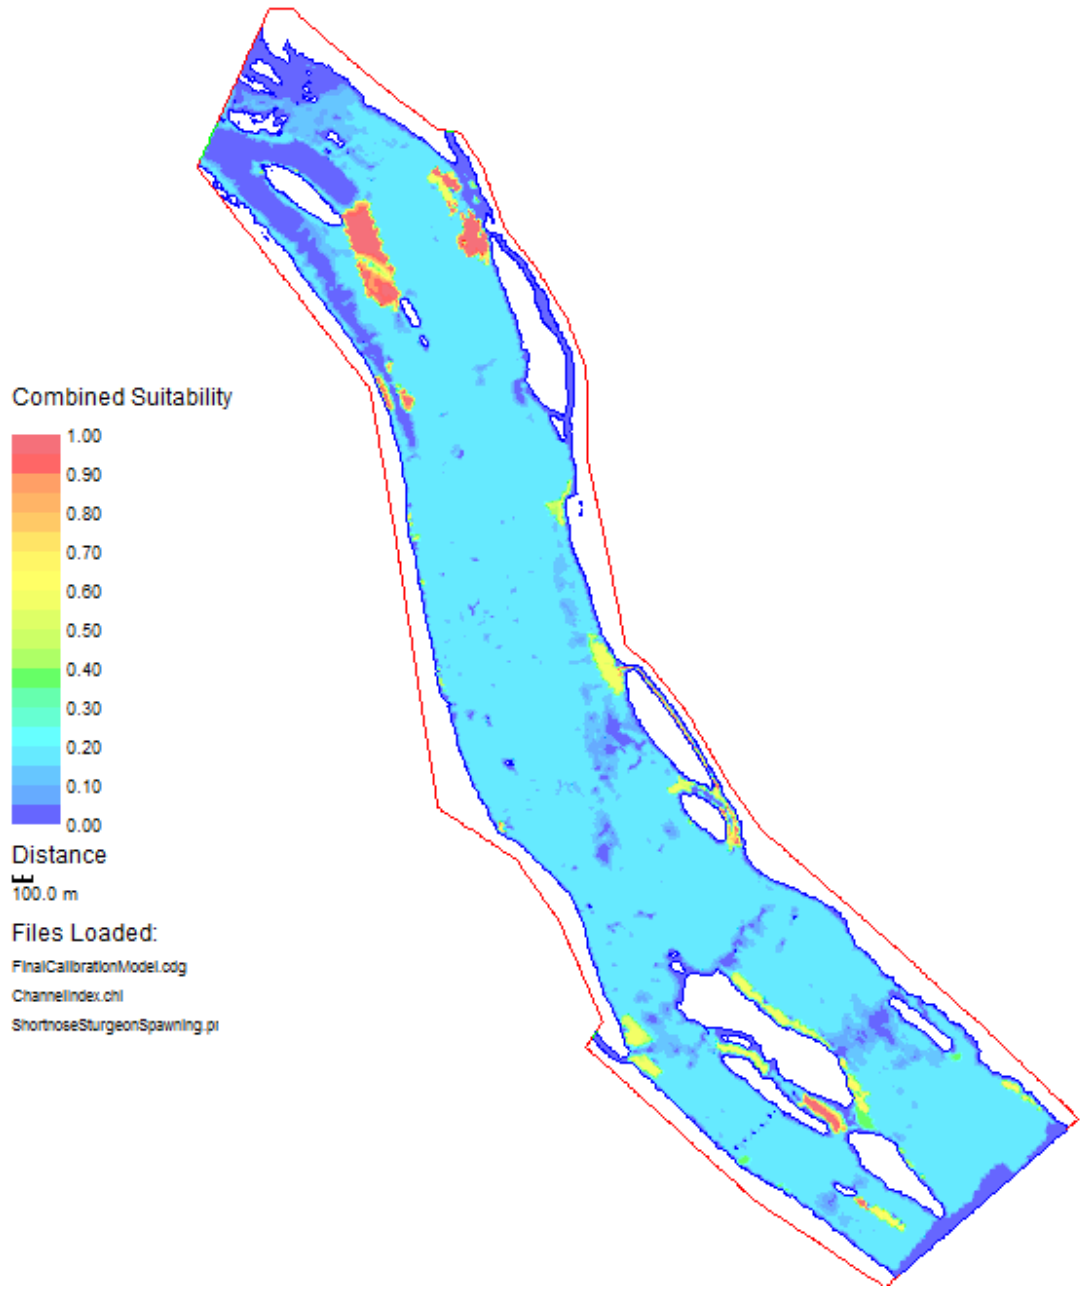 Combined Suitability
1.00
0.90
0.80
0.70
0.60
0.50
0.40
0.30
0.20
0.10
0.00
Distance
100.0 m
Files Loaded:
FinalCalibrationModel.cdg
ChannelIndex.chi
ShortnoseSturgeonSpawning.pr